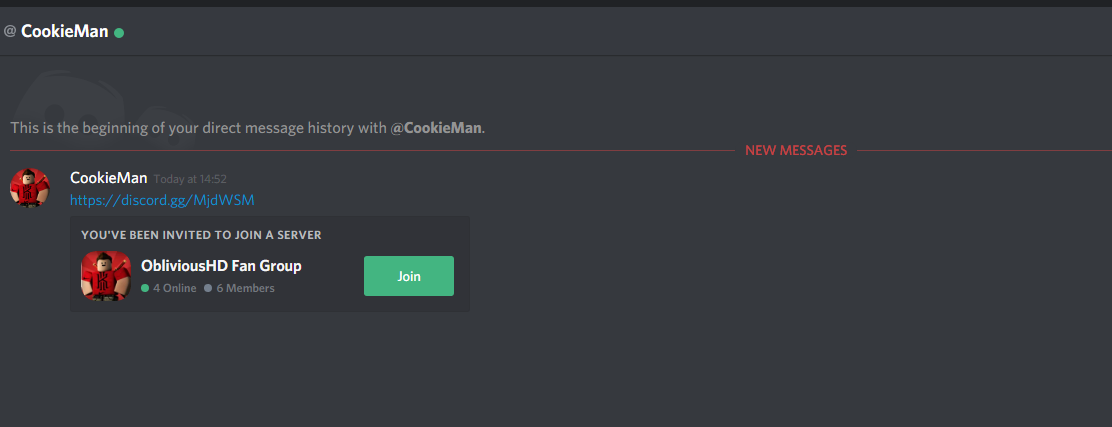 @ CookieMan
This is the beginning of your direct message history with @CookieMan.
NEW MESSAGES
CookieMan Today at 14:52
https://discord.gg/MjdWSM
YOU'VE BEEN INVITED TO JOIN A SERVER
ObliviousHD Fan Group
Join
4 Online 6 Members